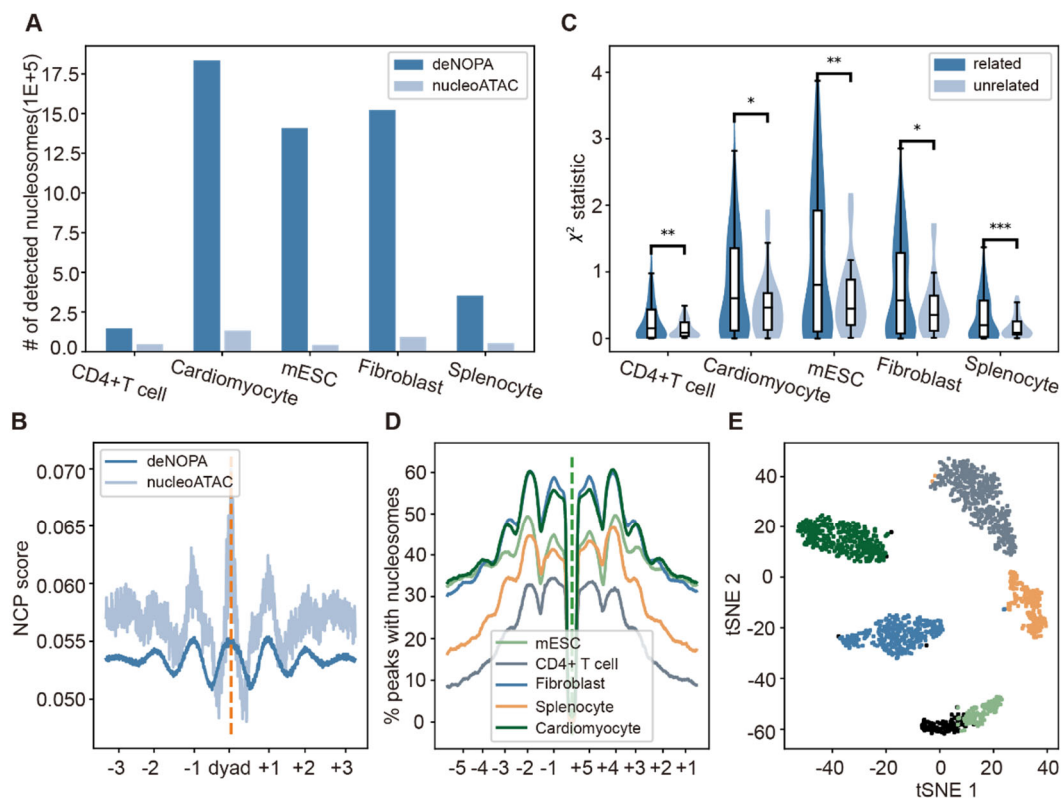 A
# of detected nucleosomes(1E+5)
17.5
15.0
12.5
10.0
7.5
5.0
2.5
0.0
deNOPA
nucleoATAC
CD4+T cell
Cardiomyocyte
mESC
Fibroblast
Splenocyte
C
χ² statistic
4
3
2
1
0
related
unrelated
**
*
**
*
***
CD4+T cell
Cardiomyocyte
mESC
Fibroblast
Splenocyte
B
NCP score
0.070
0.065
0.060
0.055
0.050
deNOPA
nucleoATAC
-3 -2 -1 dyad +1 +2 +3
D
% peaks with nucleosomes
60
50
40
30
20
10
0
mESC
CD4+ T cell
Fibroblast
Splenocyte
Cardiomyocyte
-5 -4 -3 -2 -1 +5 +4 +3 +2 +1
E
tSNE 2
40
20
0
-20
-40
-60
-40 -20 0 20 40
tSNE 1